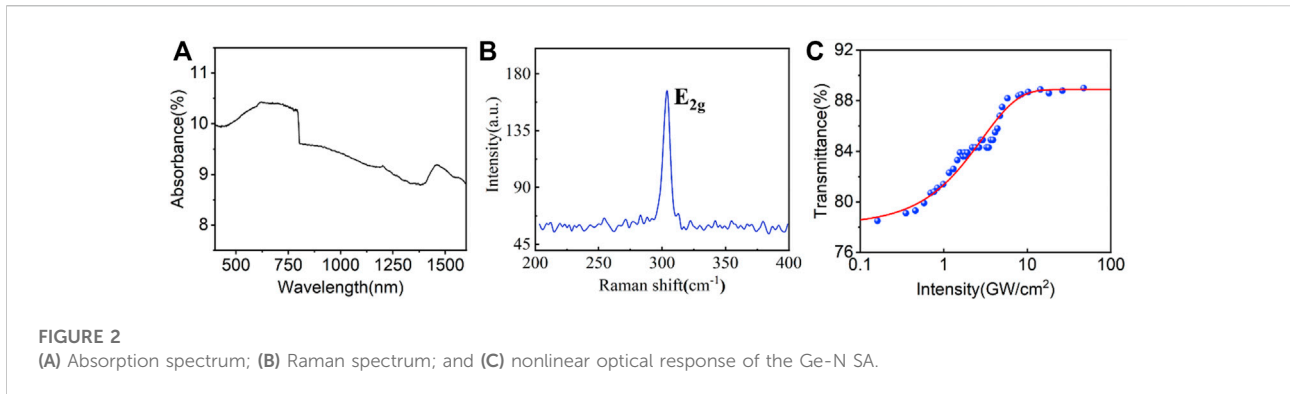 A
Absorbance(%)
11
10
9
8
500
750
1000
1250
1500
Wavelength(nm)
B
Intensity(a.u.)
180
135
90
45
E2g
200
250
300
350
400
Raman shift(cm-1)
C
Transmittance(%)
92
88
84
80
76
0.1
1
10
100
Intensity(GW/cm2)
FIGURE 2
(A) Absorption spectrum; (B) Raman spectrum; and (C) nonlinear optical response of the Ge-N SA.